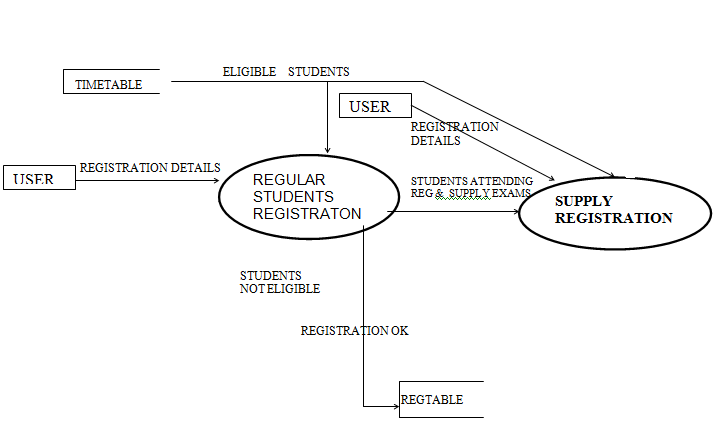 ELIGIBLE STUDENTS
TIMETABLE
USER
REGISTRATION
DETAILS
REGISTRATION DETAILS
USER
REGULAR
STUDENTS
REGISTRATON
STUDENTS ATTENDING
REG & SUPPLY EXAMS
SUPPLY
REGISTRATION
STUDENTS
NOT ELIGIBLE
REGISTRATION OK
REGTABLE